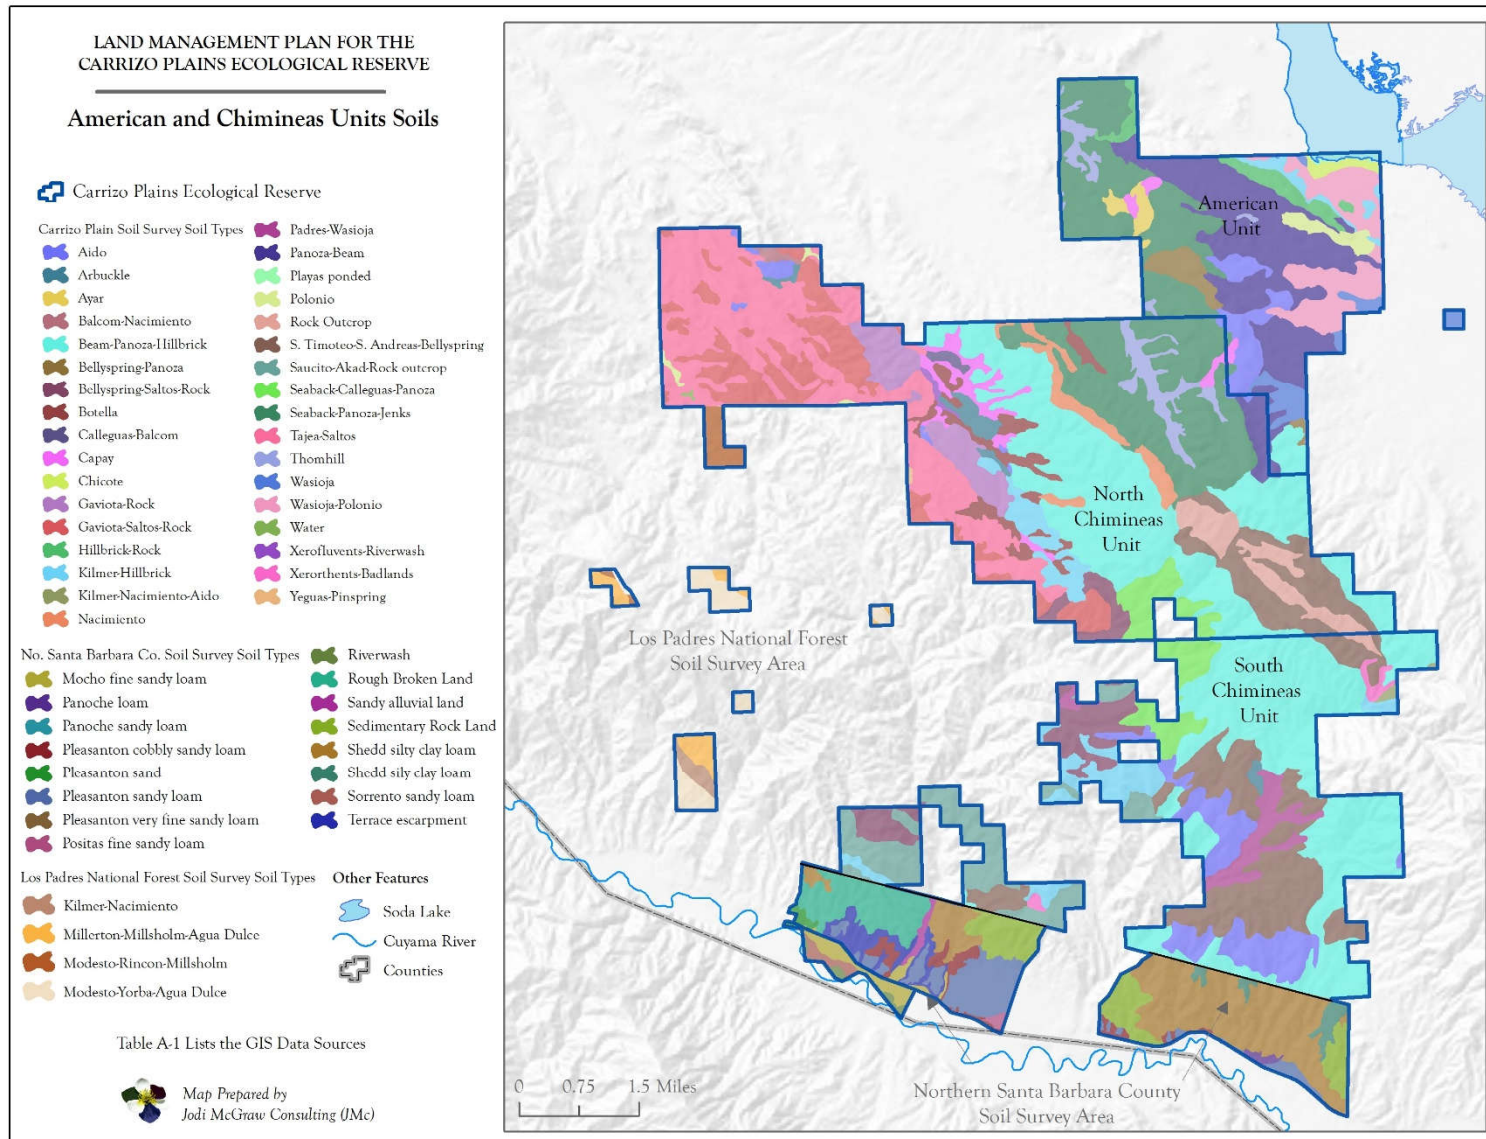 LAND MANAGEMENT PLAN FOR THE
CARRIZO PLAINS ECOLOGICAL RESERVE
American and Chimineas Units Soils
Carrizo Plains Ecological Reserve
Carrizo Plain Soil Survey Soil Types
Aido
Arbuckle
Ayar
Balcom-Nacimiento
Beam-Panoza-Hillbrick
Bellyspring-Panoza
Bellyspring-Saltos-Rock
Botella
Calleguas-Balcom
Capay
Chicote
Gaviota-Rock
Gaviota-Saltos-Rock
Hillbrick-Rock
Kilmer-Hillbrick
Kilmer-Nacimiento-Aido
Nacimiento
Padres-Wasioja
Panoza-Beam
Playas ponded
Polonio
Rock Outcrop
S. Timoteo-S. Andreas-Bellyspring
Saucito-Akad-Rock outcrop
Seaback-Calleguas-Panoza
Seaback-Panoza-Jenks
Tajea-Saltos
Thomhill
Wasioja
Wasioja-Polonio
Water
Xerofluvents-Riverwash
Xerorthents-Badlands
Yeguas-Pinspring
No. Santa Barbara Co. Soil Survey Soil Types
Mocho fine sandy loam
Panoche loam
Panoche sandy loam
Pleasanton cobbly sandy loam
Pleasanton sand
Pleasanton sandy loam
Pleasanton very fine sandy loam
Positas fine sandy loam
Riverwash
Rough Broken Land
Sandy alluvial land
Sedimentary Rock Land
Shedd silty clay loam
Shedd sily clay loam
Sorrento sandy loam
Terrace escarpment
Los Padres National Forest Soil Survey Soil Types
Kilmer-Nacimiento
Millerton-Millsholm-Agua Dulce
Modesto-Rincon-Millsholm
Modesto-Yorba-Agua Dulce
Other Features
Soda Lake
Cuyama River
Counties
Table A-1 Lists the GIS Data Sources
Map Prepared by
Jodi McGraw Consulting (JMc)
American
Unit
North
Chimineas
Unit
Los Padres National Forest
Soil Survey Area
South
Chimineas
Unit
0 0.75 1.5 Miles
Northern Santa Barbara County
Soil Survey Area